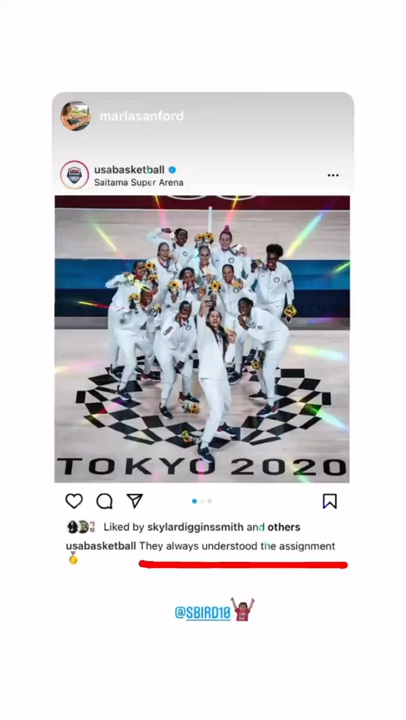 marlasanford
usabasketball
Saitama Super Arena
TOKYO 2020
Liked by skylardigginssmith and others
usabasketball They always understood the assignment
🥇
@SBIRD10